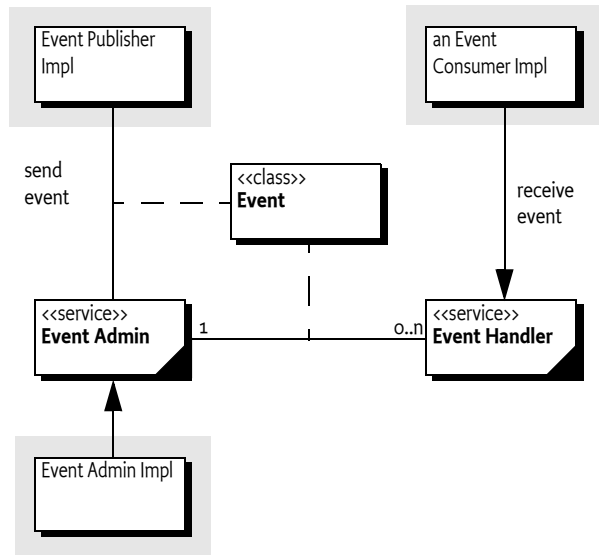 Event Publisher
Impl
an Event
Consumer Impl
send
event
<<class>>
Event
receive
event
<<service>>
Event Admin
1
0..n
<<service>>
Event Handler
Event Admin Impl